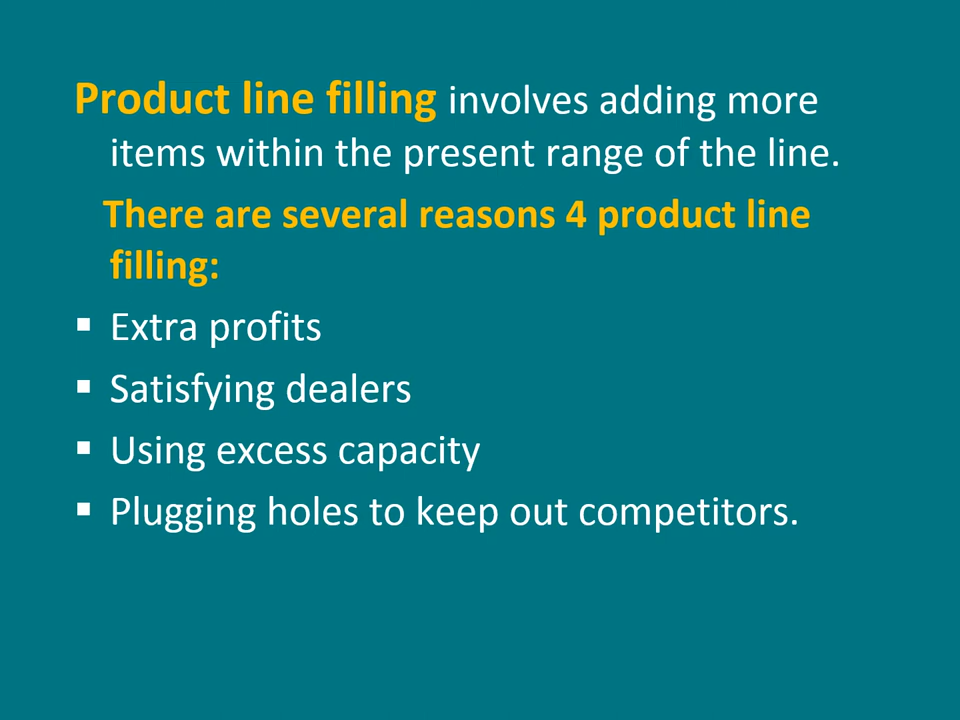 Product line filling involves adding more
items within the present range of the line.
There are several reasons 4 product line
filling:
▪ Extra profits
▪ Satisfying dealers
▪ Using excess capacity
▪ Plugging holes to keep out competitors.